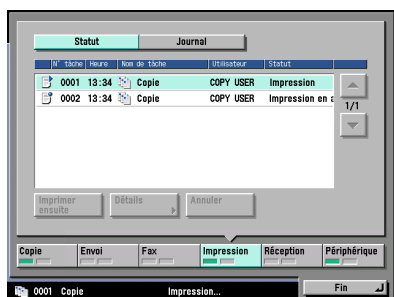 Statut Journal
N° tâche Heure Nom de tâche Utilisateur Statut
0001 13:34 Copie COPY USER Impression
0002 13:34 Copie COPY USER Impression en a
1/1
Imprimer ensuite Détails Annuler
Copie Envoi Fax Impression Réception Périphérique
0001 Copie Impression... Fin